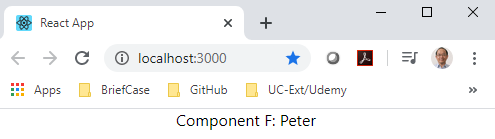 React App
localhost:3000
Apps BriefCase GitHub UC-Ext/Udemy »
Component F: Peter